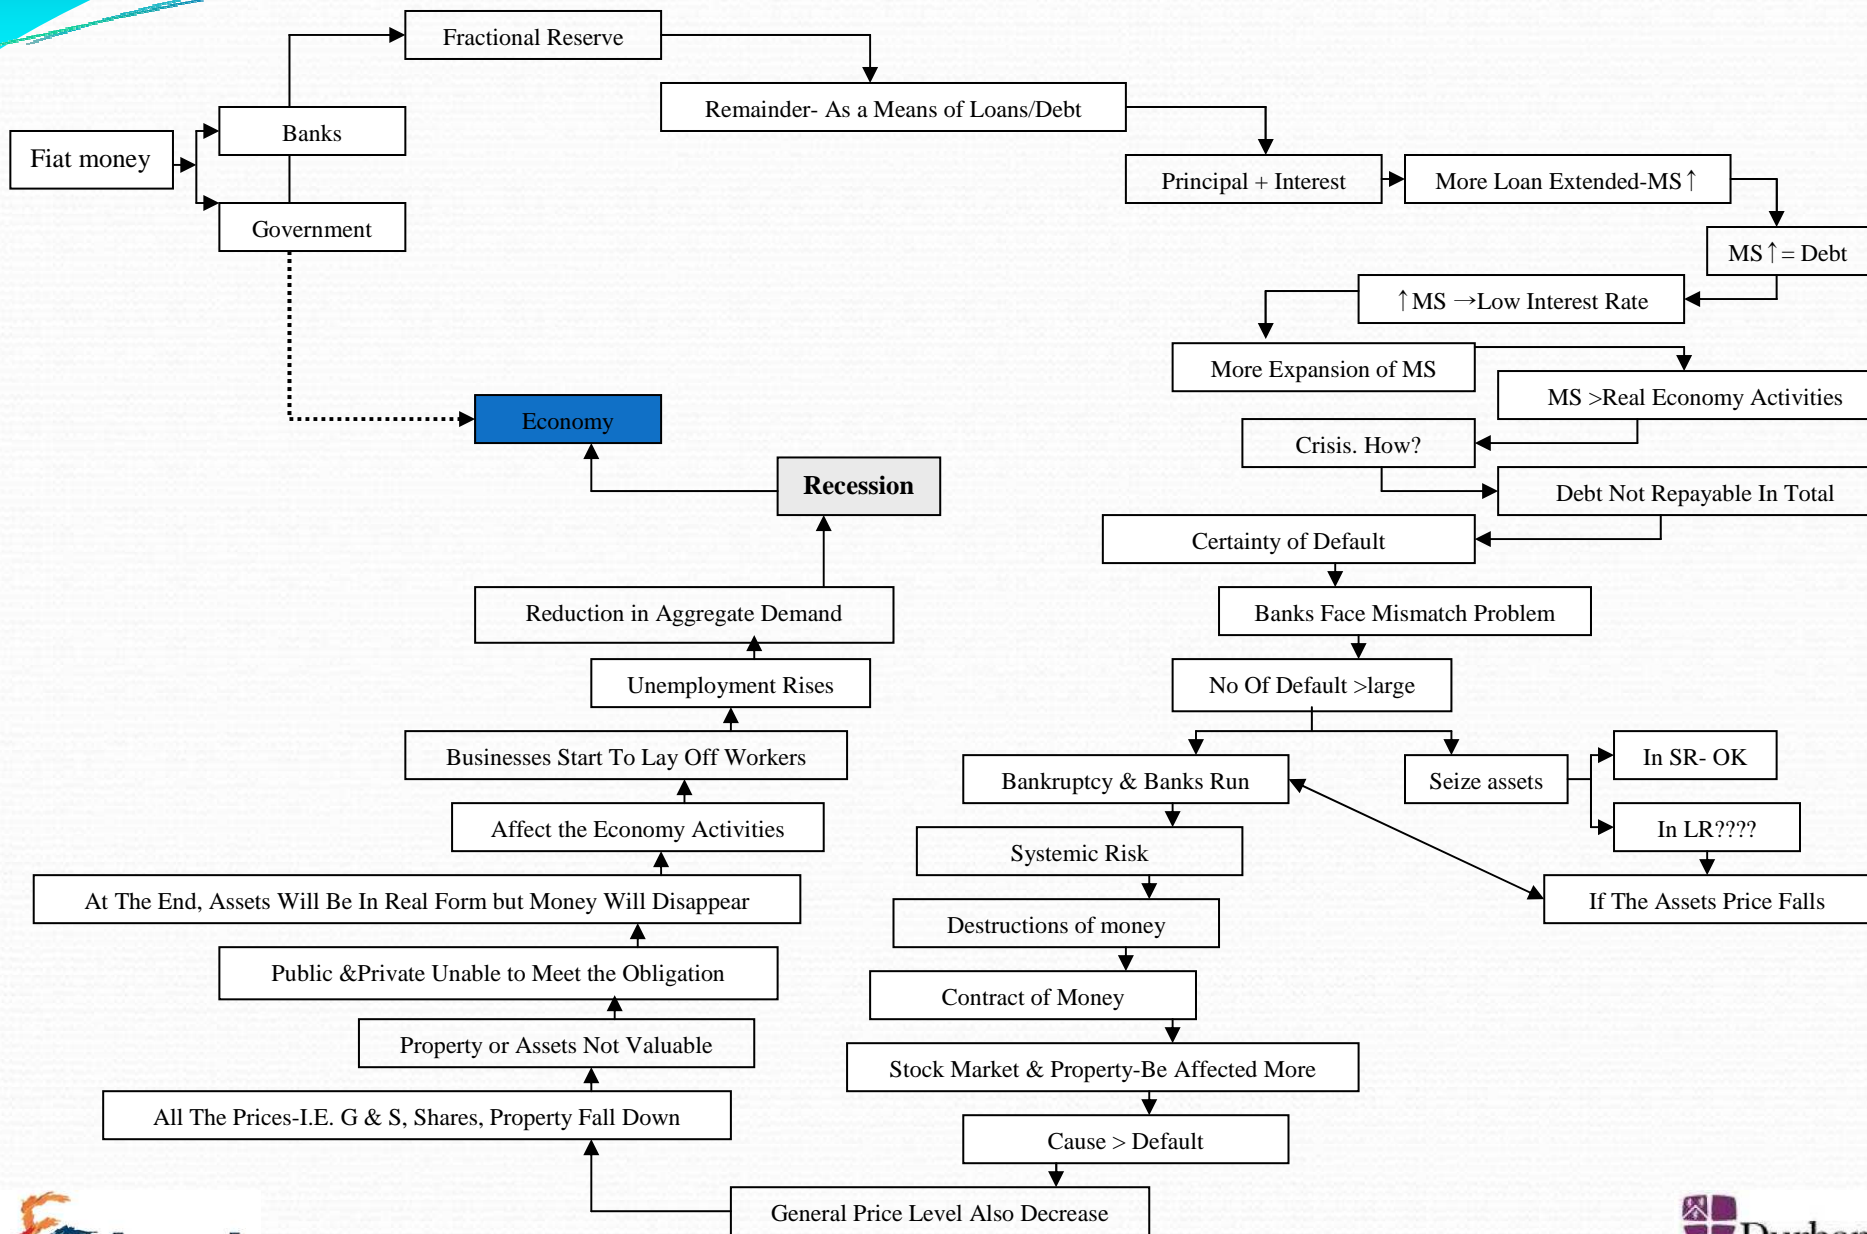 Fractional Reserve
Remainder- As a Means of Loans/Debt
Banks
Fiat money
Principal + Interest
More Loan Extended-MS↑
Government
MS↑= Debt
↑MS →Low Interest Rate
More Expansion of MS
MS >Real Economy Activities
Economy
Crisis. How?
Recession
Debt Not Repayable In Total
Certainty of Default
Reduction in Aggregate Demand
Banks Face Mismatch Problem
Unemployment Rises
No Of Default >large
Businesses Start To Lay Off Workers
In SR- OK
Bankruptcy & Banks Run
Seize assets
Affect the Economy Activities
In LR????
Systemic Risk
At The End, Assets Will Be In Real Form but Money Will Disappear
If The Assets Price Falls
Destructions of money
Public &Private Unable to Meet the Obligation
Contract of Money
Property or Assets Not Valuable
Stock Market & Property-Be Affected More
All The Prices-I.E. G & S, Shares, Property Fall Down
Cause > Default
General Price Level Also Decrease